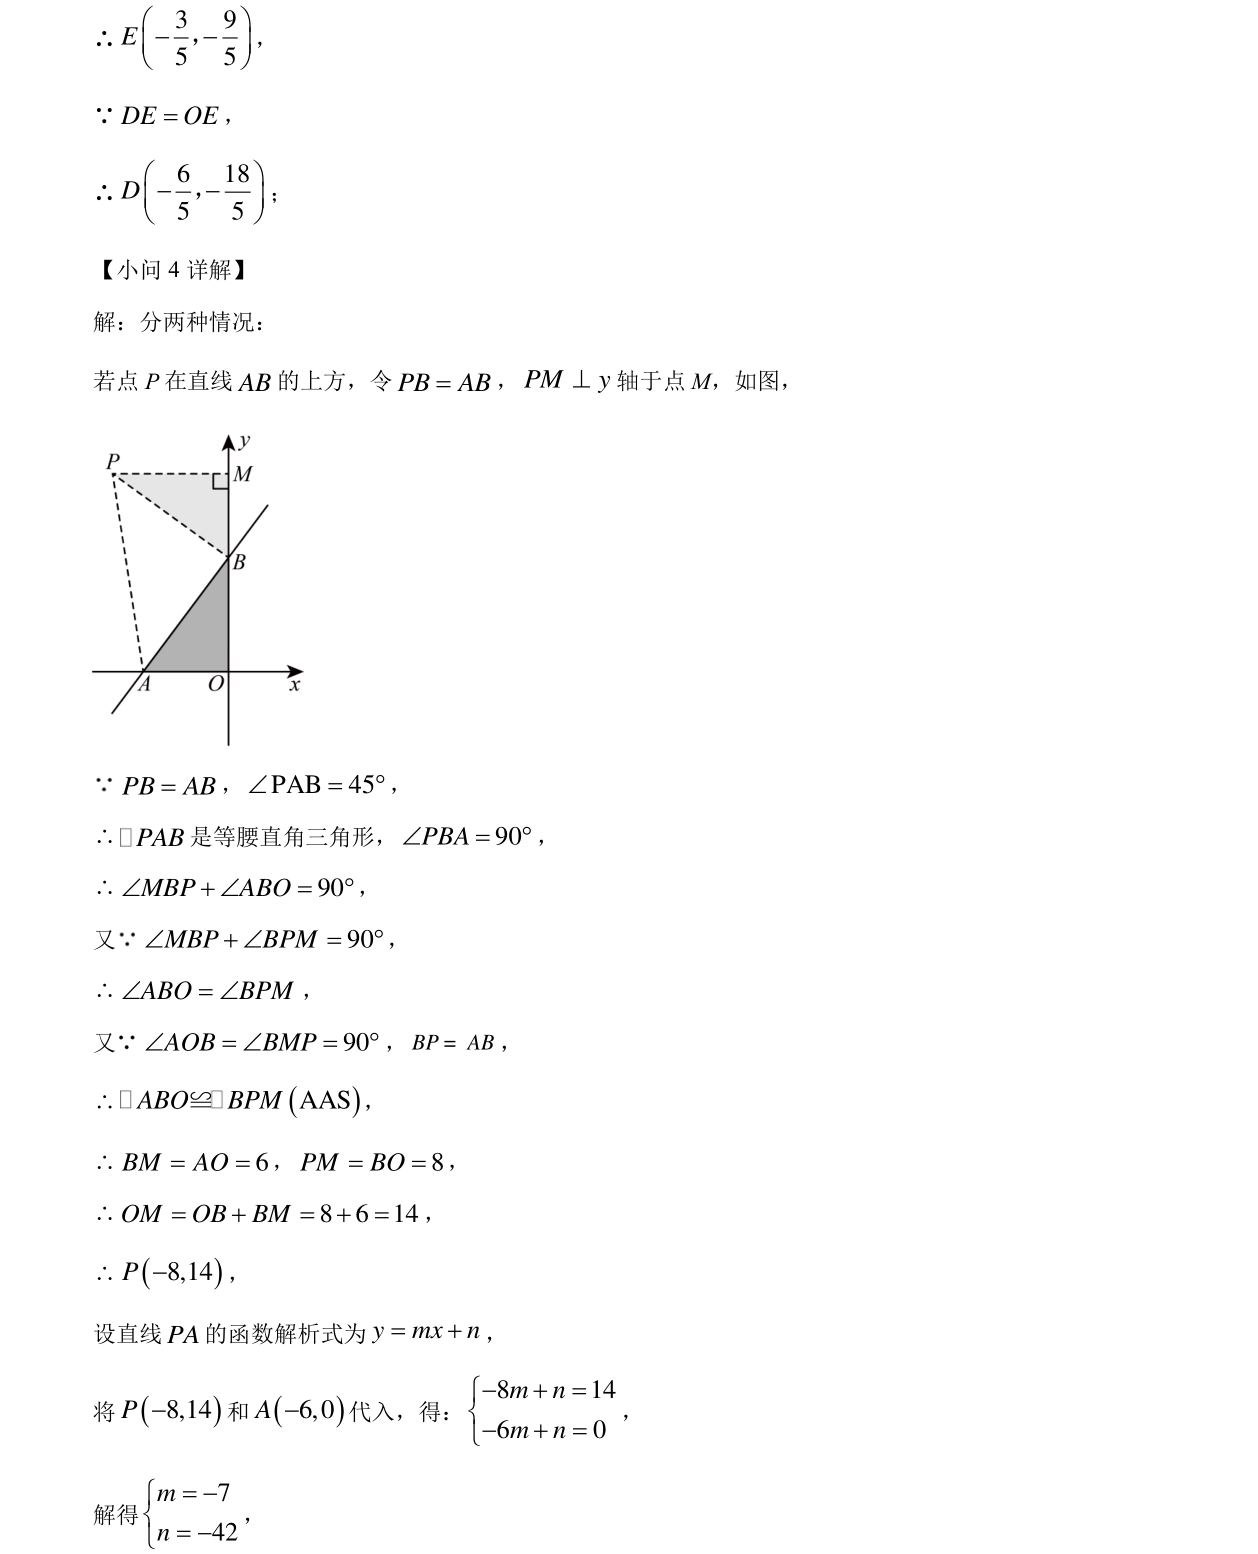 ∴ E(−3/5,−9/5)，
∵ DE = OE，
∴ D(−6/5,−18/5)；
【小问 4 详解】
解：分两种情况：
若点 P 在直线 AB 的上方，令 PB = AB， PM ⊥ y 轴于点 M，如图，
y
P
M
B
A
O
x
∵ PB = AB，∠PAB = 45°，
∴ □ PAB 是等腰直角三角形，∠PBA = 90°，
∴ ∠MBP + ∠ABO = 90°，
又∵ ∠MBP + ∠BPM = 90°，
∴ ∠ABO = ∠BPM，
又∵ ∠AOB = ∠BMP = 90°， BP = AB，
∴ □ ABO≌□ BPM (AAS)，
∴ BM = AO = 6， PM = BO = 8，
∴ OM = OB + BM = 8 + 6 = 14，
∴ P(−8,14)，
设直线 PA 的函数解析式为 y = mx + n，
将 P(−8,14) 和 A(−6,0) 代入，得：{−8m + n = 14
−6m + n = 0，
解得{m = −7
n = −42，